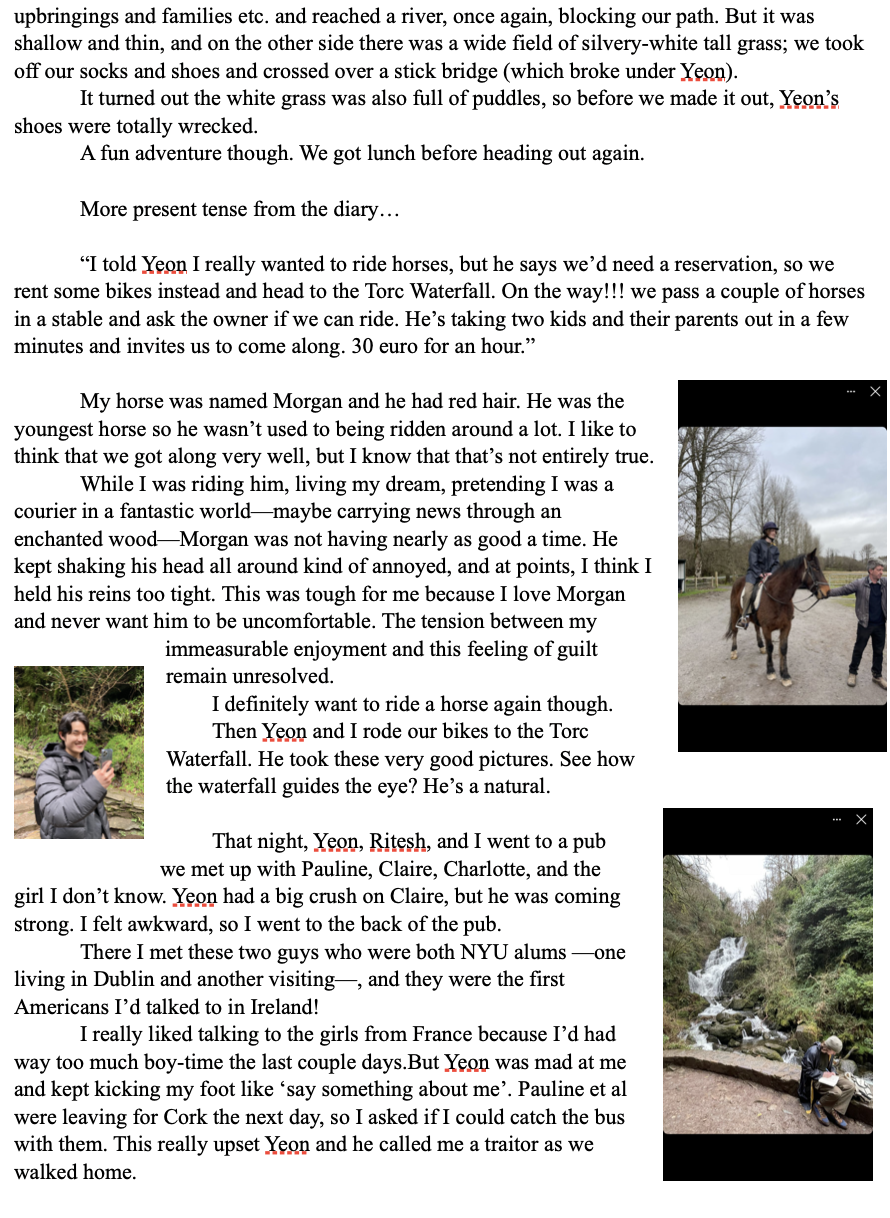 upbringings and families etc. and reached a river, once again, blocking our path. But it was
shallow and thin, and on the other side there was a wide field of silvery-white tall grass; we took
off our socks and shoes and crossed over a stick bridge (which broke under Yeon).
It turned out the white grass was also full of puddles, so before we made it out, Yeon’s
shoes were totally wrecked.
A fun adventure though. We got lunch before heading out again.
More present tense from the diary…
“I told Yeon I really wanted to ride horses, but he says we’d need a reservation, so we
rent some bikes instead and head to the Torc Waterfall. On the way!!! we pass a couple of horses
in a stable and ask the owner if we can ride. He’s taking two kids and their parents out in a few
minutes and invites us to come along. 30 euro for an hour.”
My horse was named Morgan and he had red hair. He was the
youngest horse so he wasn’t used to being ridden around a lot. I like to
think that we got along very well, but I know that that’s not entirely true.
While I was riding him, living my dream, pretending I was a
courier in a fantastic world—maybe carrying news through an
enchanted wood—Morgan was not having nearly as good a time. He
kept shaking his head all around kind of annoyed, and at points, I think I
held his reins too tight. This was tough for me because I love Morgan
and never want him to be uncomfortable. The tension between my
immeasurable enjoyment and this feeling of guilt
remain unresolved.
I definitely want to ride a horse again though.
Then Yeon and I rode our bikes to the Torc
Waterfall. He took these very good pictures. See how
the waterfall guides the eye? He’s a natural.
That night, Yeon, Ritesh, and I went to a pub
we met up with Pauline, Claire, Charlotte, and the
girl I don’t know. Yeon had a big crush on Claire, but he was coming
strong. I felt awkward, so I went to the back of the pub.
There I met these two guys who were both NYU alums —one
living in Dublin and another visiting—, and they were the first
Americans I’d talked to in Ireland!
I really liked talking to the girls from France because I’d had
way too much boy-time the last couple days.But Yeon was mad at me
and kept kicking my foot like ‘say something about me’. Pauline et al
were leaving for Cork the next day, so I asked if I could catch the bus
with them. This really upset Yeon and he called me a traitor as we
walked home.